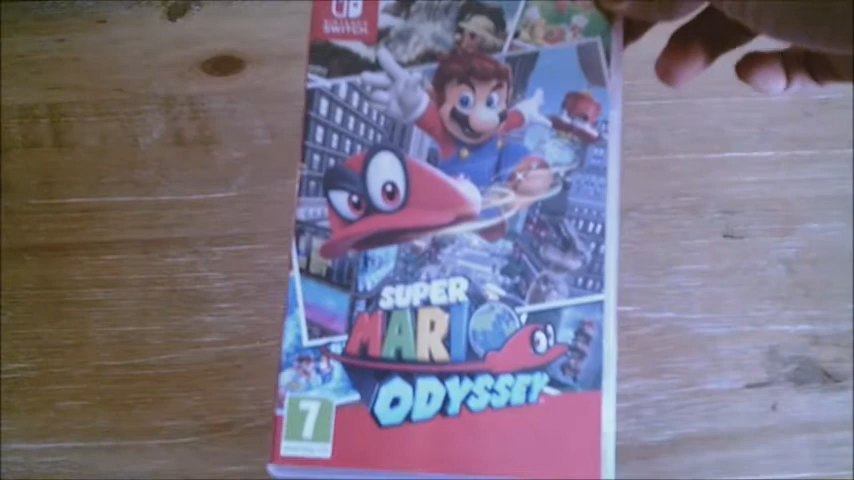 NINTENDO
SWITCH
SUPER
MARIO
ODYSSEY
7